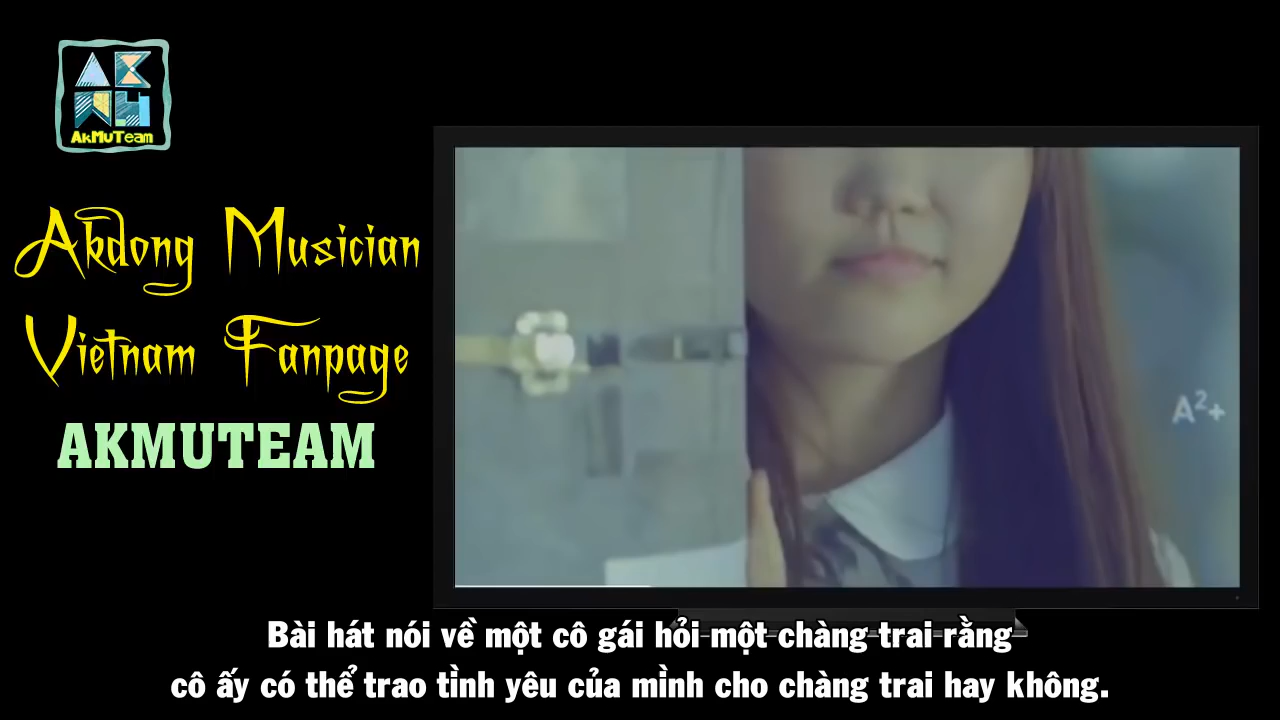 AKMU
AkMuTeam
Akdong Musician
Vietnam Fanpage
AKMUTEAM
A²+
Bài hát nói về một cô gái hỏi một chàng trai rằng
cô ấy có thể trao tình yêu của mình cho chàng trai hay không.